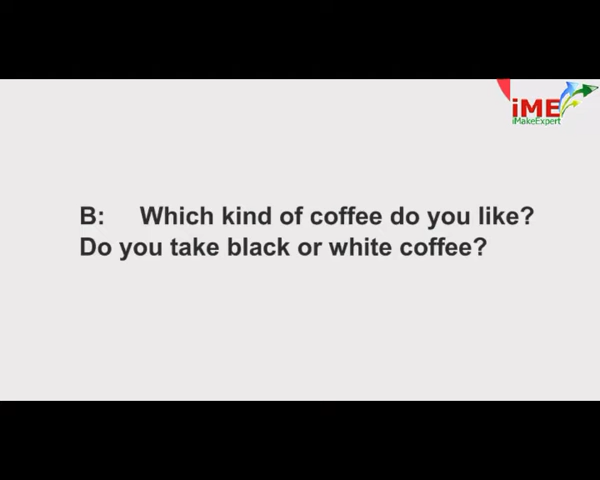 iME
iMakeExpert
B: Which kind of coffee do you like?
Do you take black or white coffee?